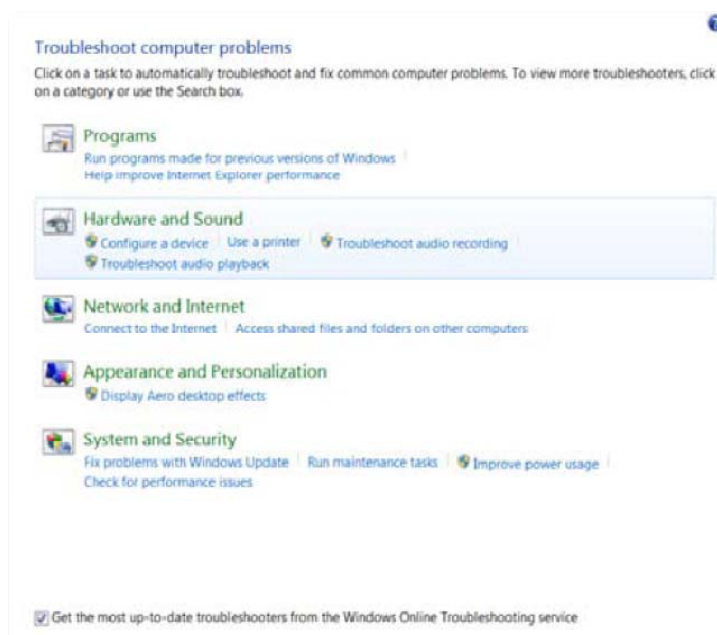 Troubleshoot computer problems
Click on a task to automatically troubleshoot and fix common computer problems. To view more troubleshooters, click
on a category or use the Search box.
Programs
Run programs made for previous versions of Windows
Help improve Internet Explorer performance
Hardware and Sound
Configure a device Use a printer Troubleshoot audio recording
Troubleshoot audio playback
Network and Internet
Connect to the Internet Access shared files and folders on other computers
Appearance and Personalization
Display Aero desktop effects
System and Security
Fix problems with Windows Update Run maintenance tasks Improve power usage
Check for performance issues
Get the most up-to-date troubleshooters from the Windows Online Troubleshooting service